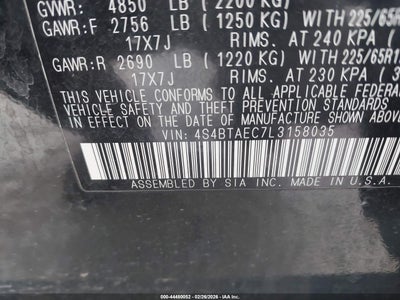 GVWR: 4850 LB (2200 KG)
GAWR:F 2756 LB (1250 KG) WITH 225/65R
17X7J RIMS. AT 240 KPA (
GAWR:R 2690 LB (1220 KG) WITH 225/65R1
17X7J RIMS. AT 230 KPA (3
THIS VEHICLE CONFORMS TO ALL APPLICABLE FEDERAL
VEHICLE SAFETY AND BUMPER STANDARDS
IN EFFECT ON THE DATE OF MANUFACTURE SHOWN ABOVE.
VIN: 4S4BTAEC7L3158035
ASSEMBLED BY SIA INC. MADE IN U.S.A.
000-44460052 - 02/26/2026 - IAA Inc.